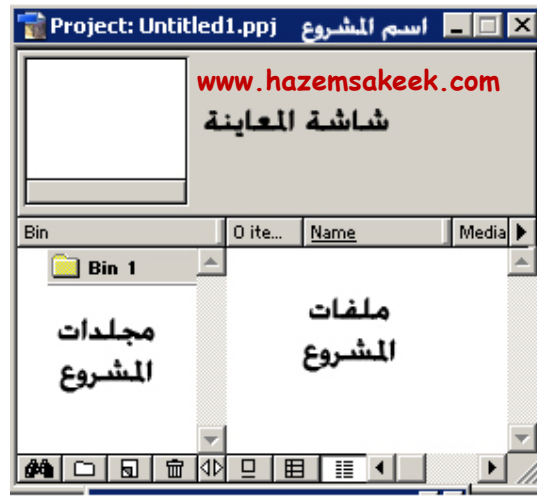 Project: Untitled1.ppj اسم المشروع
www.hazemsakeek.com
شاشة المعاينة
Bin 0 ite... Name Media
Bin 1
مجلدات
المشروع
ملفات
المشروع